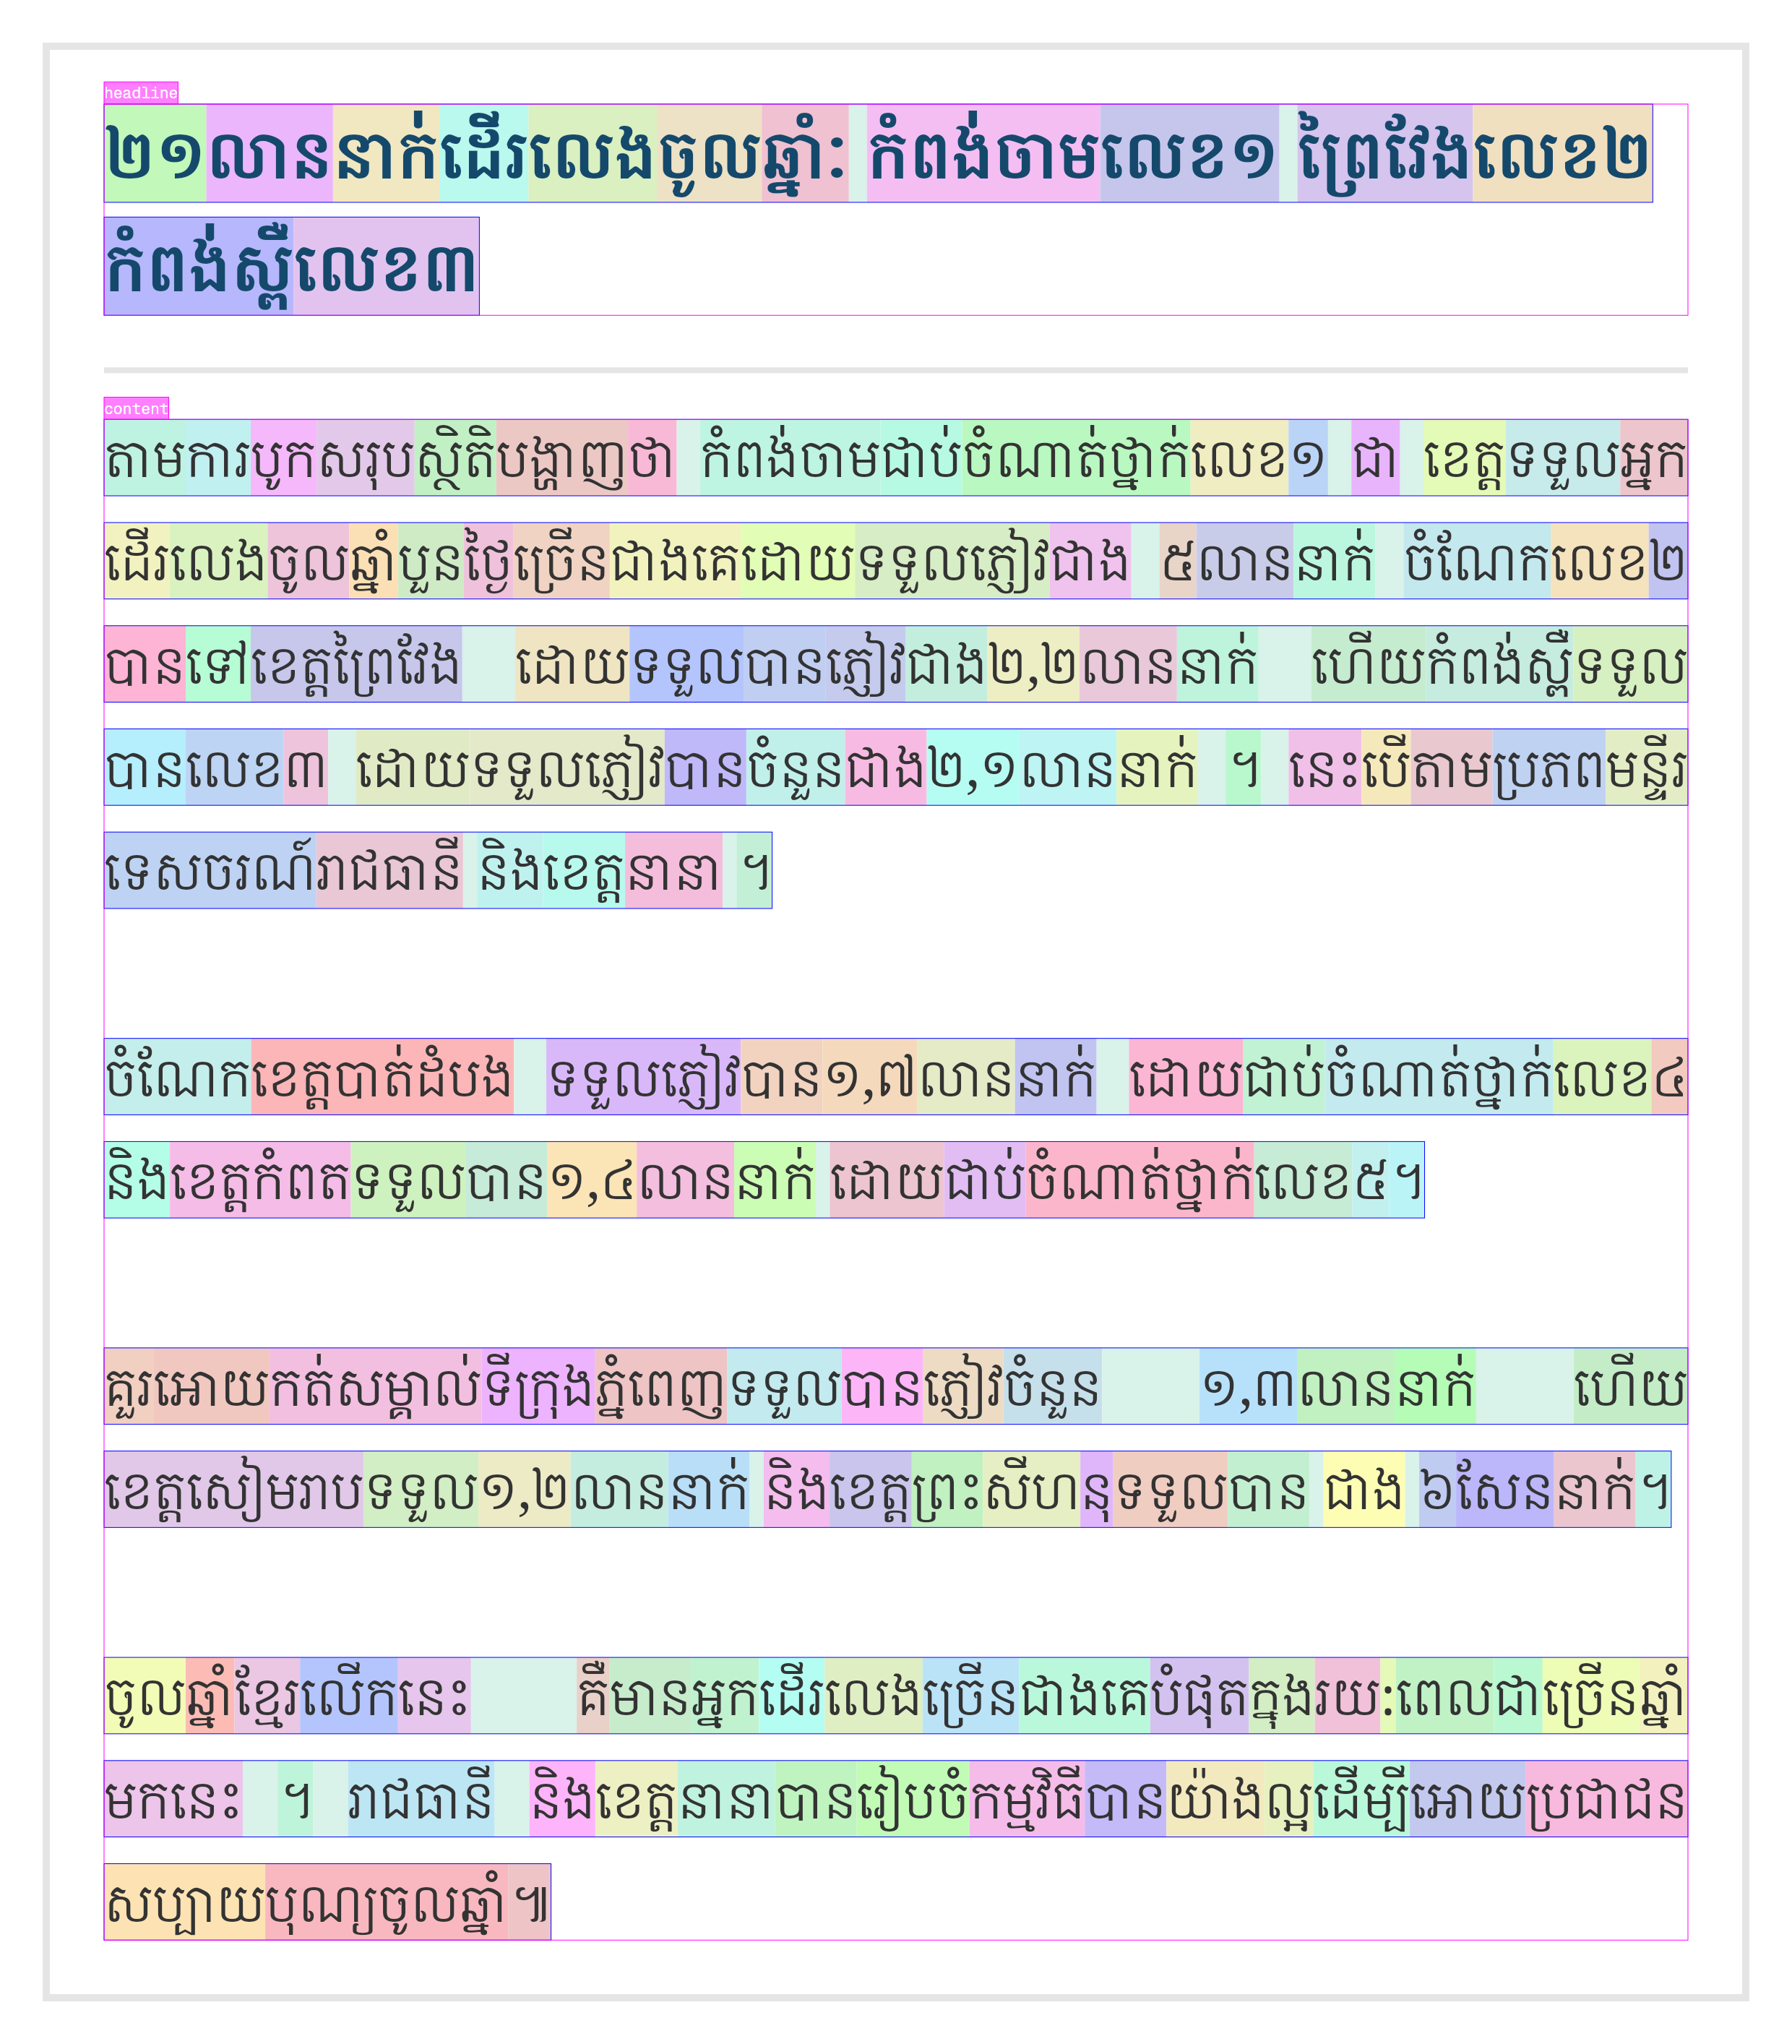 headline
២១លាននាក់ដើរលេងចូលឆ្នាំ: កំពង់ចាមលេខ១ ព្រៃវែងលេខ២
កំពង់ស្ពឺលេខ៣
content
តាមការបូកសរុបស្ថិតិបង្ហាញថា កំពង់ចាមជាប់ចំណាត់ថ្នាក់លេខ១ ជា ខេត្តទទួលអ្នក
ដើរលេងចូលឆ្នាំបួនថ្ងៃច្រើនជាងគេដោយទទួលភ្ញៀវជាង ៥លាននាក់ ចំណែកលេខ២
បានទៅខេត្តព្រៃវែង ដោយទទួលបានភ្ញៀវជាង២,២លាននាក់ ហើយកំពង់ស្ពឺទទួល
បានលេខ៣ ដោយទទួលភ្ញៀវបានចំនួនជាង២,១លាននាក់ ។ នេះបើតាមប្រភពមន្ទីរ
ទេសចរណ៍រាជធានី និងខេត្តនានា ។
ចំណែកខេត្តបាត់ដំបង ទទួលភ្ញៀវបាន១,៧លាននាក់ ដោយជាប់ចំណាត់ថ្នាក់លេខ៤
និងខេត្តកំពតទទួលបាន១,៤លាននាក់ ដោយជាប់ចំណាត់ថ្នាក់លេខ៥។
គួរអោយកត់សម្គាល់ទីក្រុងភ្នំពេញទទួលបានភ្ញៀវចំនួន ១,៣លាននាក់ ហើយ
ខេត្តសៀមរាបទទួល១,២លាននាក់ និងខេត្តព្រះសីហនុទទួលបាន ជាង ៦សែននាក់។
ចូលឆ្នាំខ្មែរលើកនេះ គឺមានអ្នកដើរលេងច្រើនជាងគេបំផុតក្នុងរយ:ពេលជាច្រើនឆ្នាំ
មកនេះ ។ រាជធានី និងខេត្តនានាបានរៀបចំកម្មវិធីបានយ៉ាងល្អដើម្បីអោយប្រជាជន
សប្បាយបុណ្យចូលឆ្នាំ៕